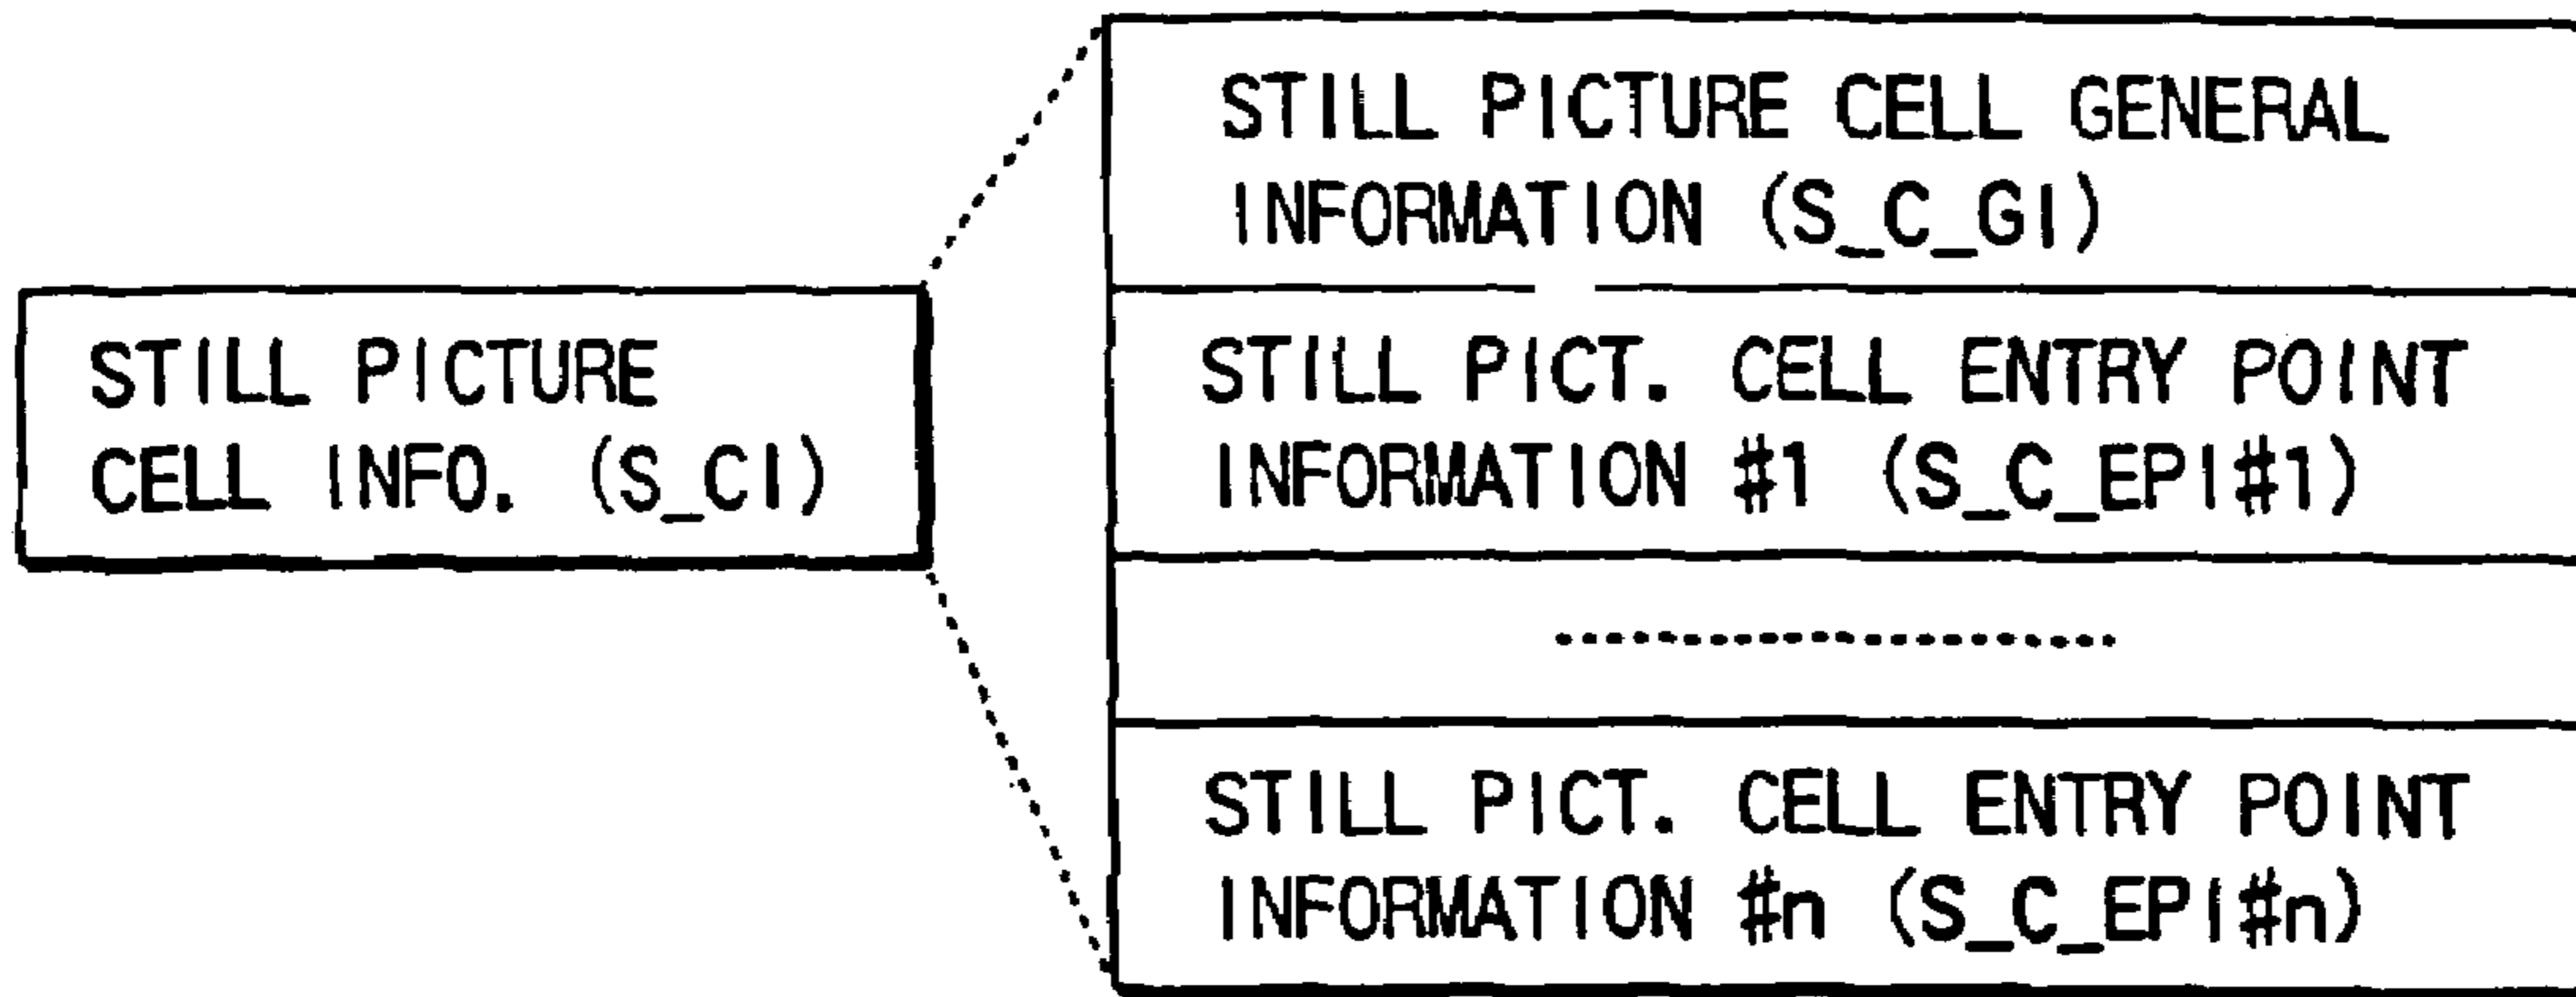 STILL PICTURE
CELL INFO. (S_CI)
STILL PICTURE CELL GENERAL
INFORMATION (S_C_GI)
STILL PICT. CELL ENTRY POINT
INFORMATION #1 (S_C_EPI#1)
....................
STILL PICT. CELL ENTRY POINT
INFORMATION #n (S_C_EPI#n)